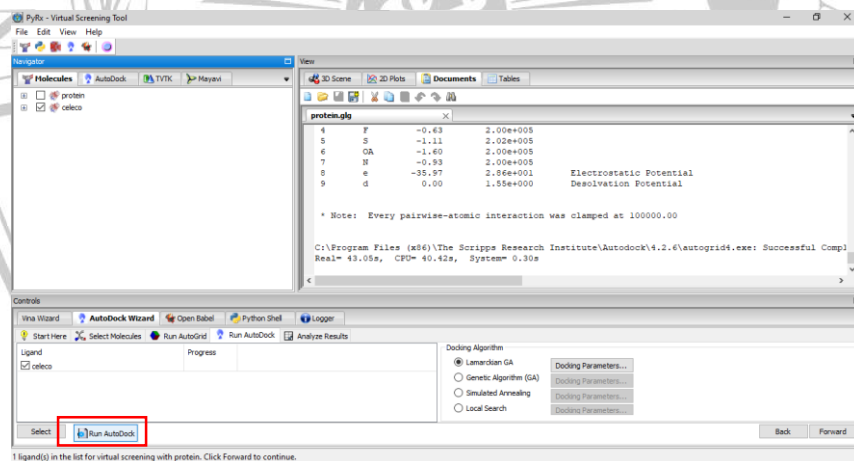 PyRx - Virtual Screening Tool
File Edit View Help
Navigator
Molecules AutoDock TVTK Mayavi
protein
celeco
View
3D Scene 2D Plots Documents Tables
protein.glg
4 F -0.63 2.00e+005
5 S -1.11 2.02e+005
6 OA -1.60 2.00e+005
7 N -0.93 2.00e+005
8 e -35.97 2.86e+001 Electrostatic Potential
9 d 0.00 1.55e+000 Desolvation Potential
* Note: Every pairwise-atomic interaction was clamped at 100000.00
C:\Program Files (x86)\The Scripps Research Institute\Autodock\4.2.6\autogrid4.exe: Successful Compl
Real= 43.05s, CPU= 40.42s, System= 0.30s
Controls
Vina Wizard AutoDock Wizard Open Babel Python Shell Logger
Start Here Select Molecules Run AutoGrid Run AutoDock Analyze Results
Ligand Progress
celeco
Docking Algorithm
Lamarckian GA Docking Parameters...
Genetic Algorithm (GA) Docking Parameters...
Simulated Annealing Docking Parameters...
Local Search Docking Parameters...
Select Run AutoDock Back Forward
1 ligand(s) in the list for virtual screening with protein. Click Forward to continue.